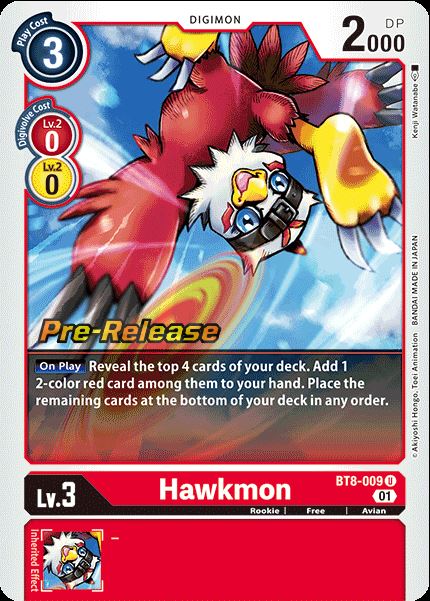 Play Cost
3
DIGIMON
DP
2000
Digivolve Cost
Lv.2
0
Lv.2
0
Kenji Watanabe
© Akiyoshi Hongo, Toei Animation BANDAI MADE IN JAPAN
Pre-Release
On Play Reveal the top 4 cards of your deck. Add 1
2-color red card among them to your hand. Place the
remaining cards at the bottom of your deck in any order.
Lv.3
Hawkmon
BT8-009 U
01
Rookie | Free | Avian
Inherited Effect
–